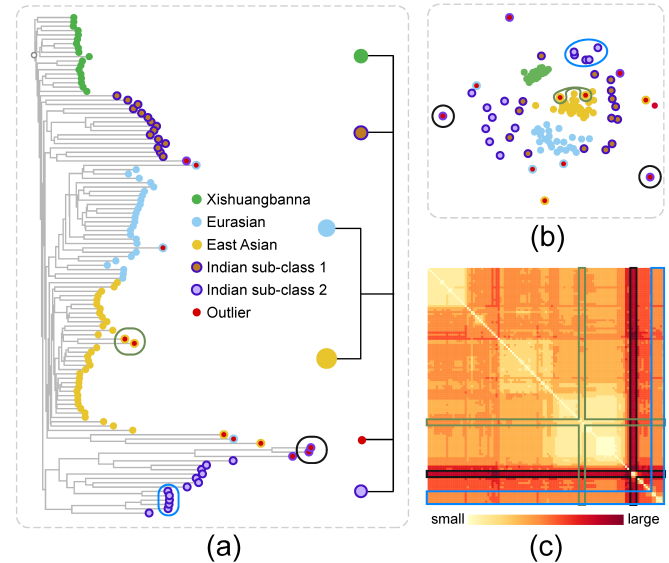 Xishuangbanna
Eurasian
East Asian
Indian sub-class 1
Indian sub-class 2
Outlier
(a)
(b)
small large
(c)